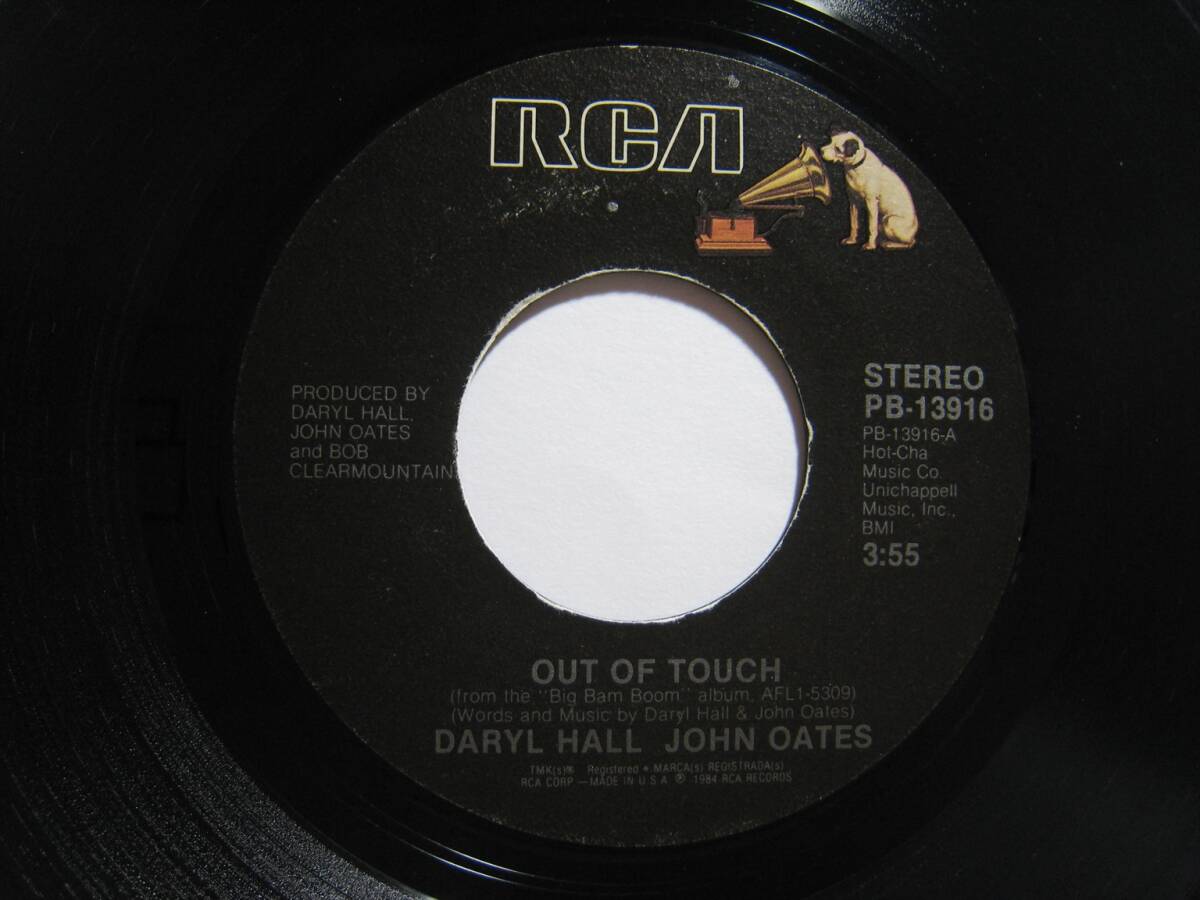 RCA
PRODUCED BY
DARYL HALL,
JOHN OATES
and BOB
CLEARMOUNTAIN
STEREO
PB-13916
PB-13916-A
Hot-Cha
Music Co.
Unichappell
Music, Inc.,
BMI
3:55
OUT OF TOUCH
(from the "Big Bam Boom" album, AFL1-5309)
(Words and Music by Daryl Hall & John Oates)
DARYL HALL JOHN OATES
TMK(s)® Registered • MARCA(s) REGISTRADA(s)
RCA CORP.—MADE IN U.S.A. ℗ 1984 RCA RECORDS